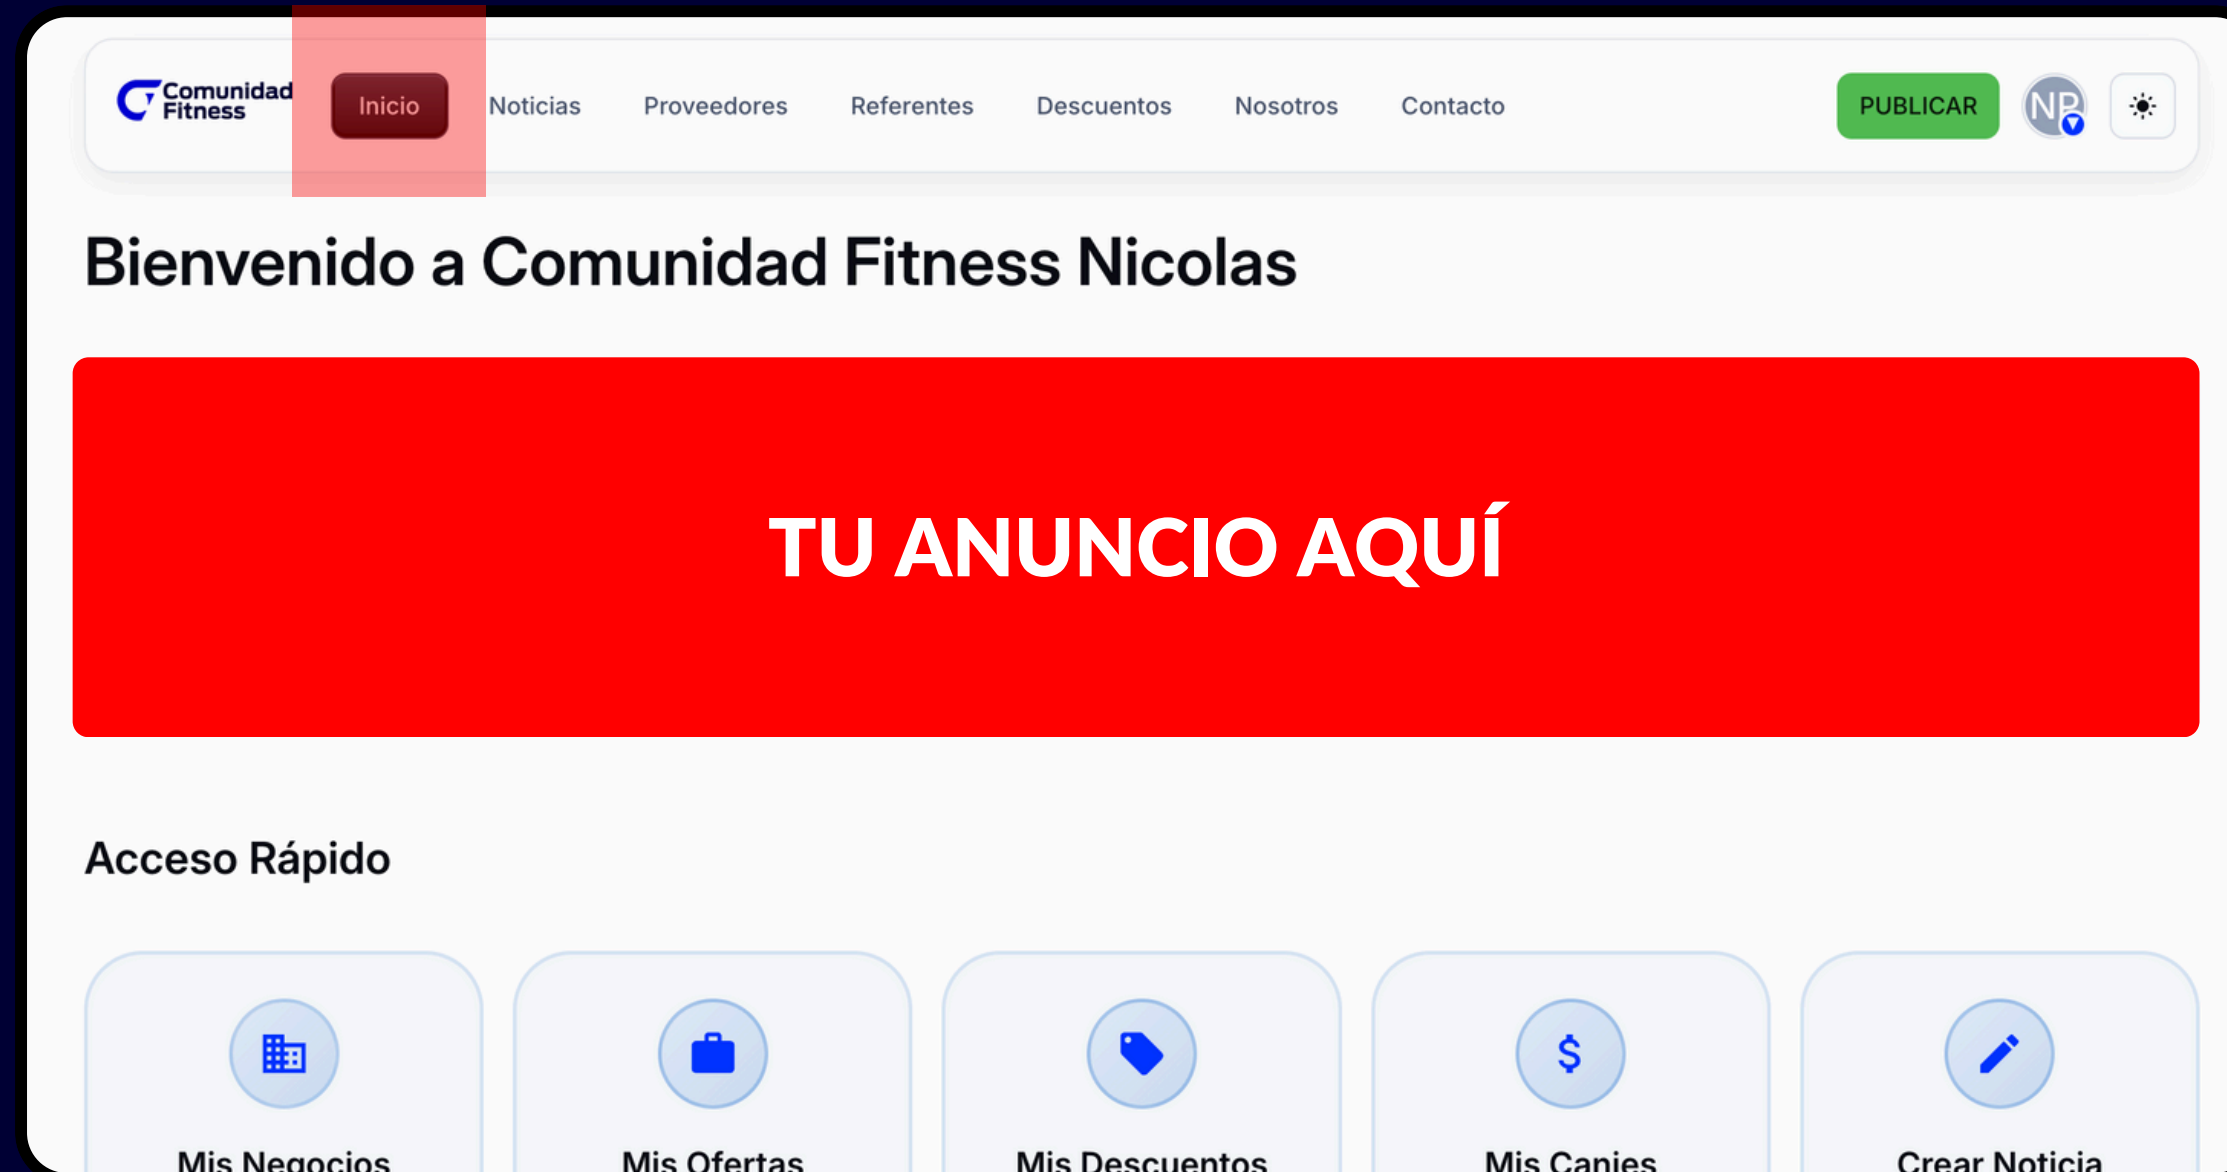 Comunidad
Fitness
Inicio
Noticias
Proveedores
Referentes
Descuentos
Nosotros
Contacto
PUBLICAR
NP
Bienvenido a Comunidad Fitness Nicolas
TU ANUNCIO AQUÍ
Acceso Rápido
Mis Negocios
Mis Ofertas
Mis Descuentos
Mis Canjes
Crear Noticia